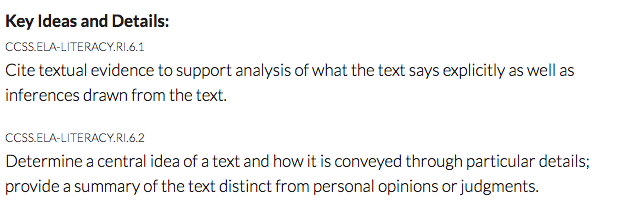 Key Ideas and Details:
CCSS.ELA-LITERACY.RI.6.1
Cite textual evidence to support analysis of what the text says explicitly as well as
inferences drawn from the text.
CCSS.ELA-LITERACY.RI.6.2
Determine a central idea of a text and how it is conveyed through particular details;
provide a summary of the text distinct from personal opinions or judgments.